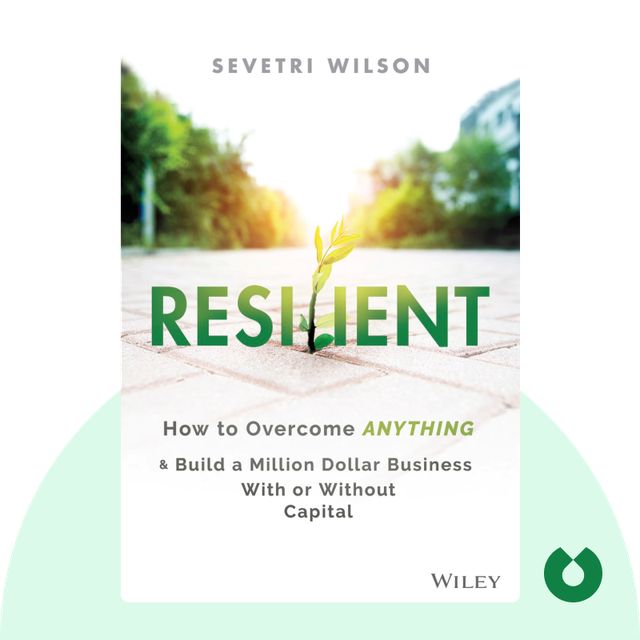 SEVETRI WILSON
RESILIENT
How to Overcome ANYTHING
& Build a Million Dollar Business
With or Without
Capital
WILEY